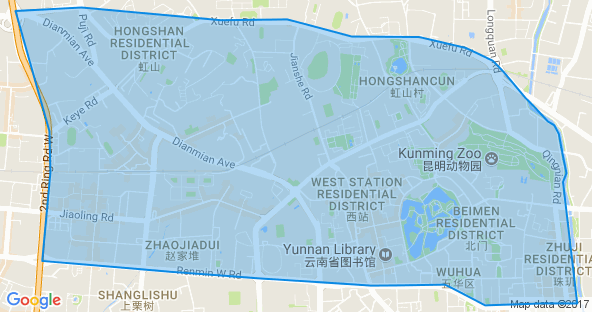 HONGSHAN
RESIDENTIAL
DISTRICT
虹山
Xuefu Rd
Puji Rd
Dianmian Ave
Keye Rd
Jianshe Rd
Xuefu Rd
Longquan Rd
HONGSHANCUN
虹山村
2nd Ring Rd W
Dianmian Ave
Kunming Zoo
昆明动物园
Qingnian Rd
WEST STATION
RESIDENTIAL
DISTRICT
西站
BEIMEN
RESIDENTIAL
DISTRICT
北门
Jiaoling Rd
ZHAOJIADUI
赵家堆
Yunnan Library
云南省图书馆
ZHUJI
RESIDENTIAL
DISTRICT
珠玑
Renmin W Rd
WUHUA
五华区
SHANGLISHU
上栗树
Google
Map data ©2017